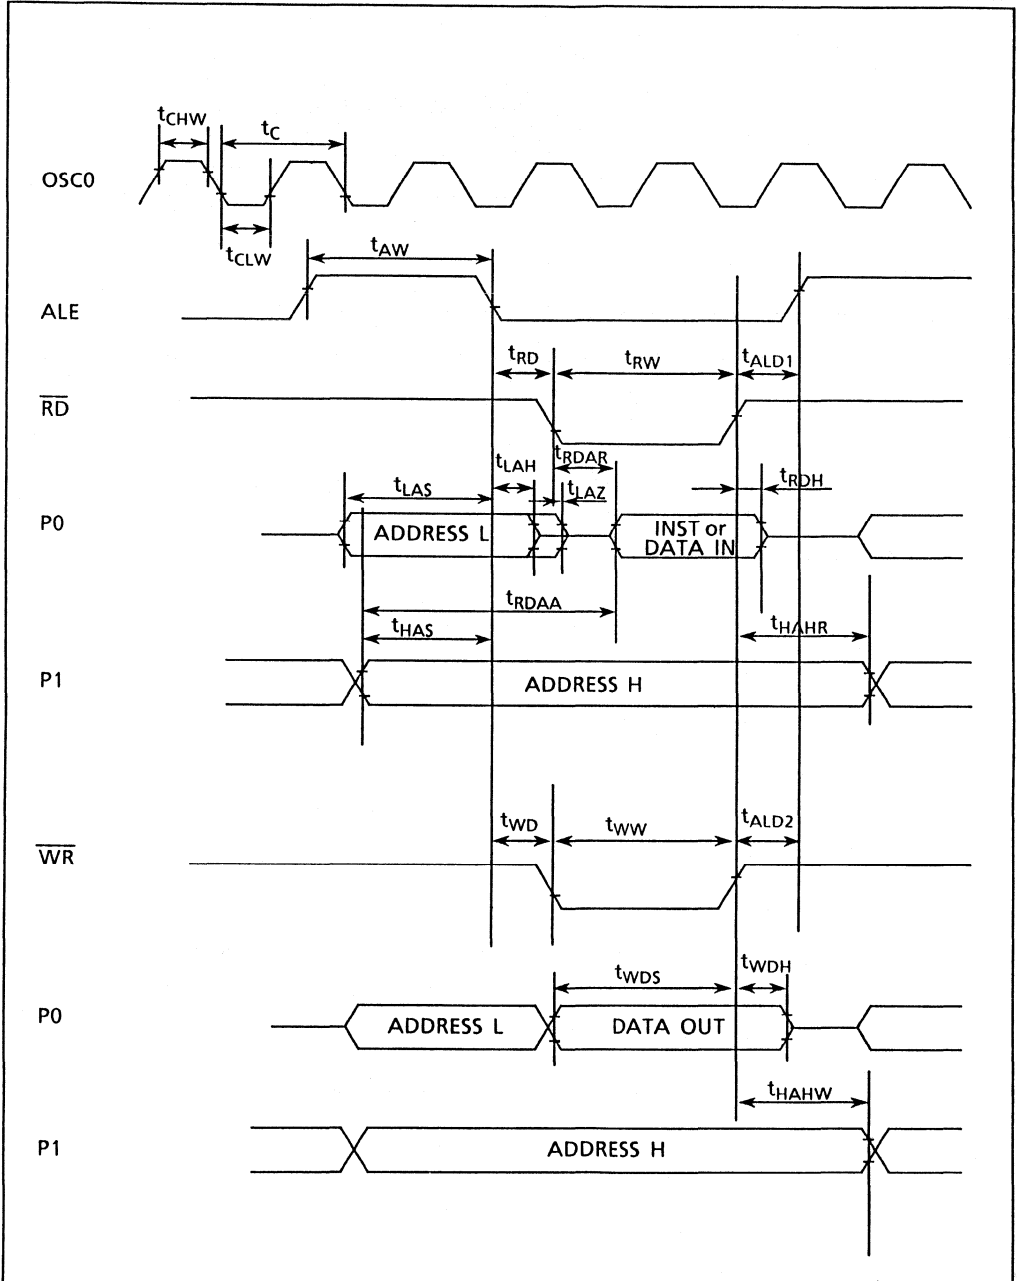 tCHW
tC
OSC0
tCLW
tAW
ALE
tRD tRW tALD1
RD
tLAH tRDAR
tLAS tLAZ tRDH
P0 ADDRESS L INST or
DATA IN
tRDAA
tHAS tHAHR
P1 ADDRESS H
tWD tWW tALD2
WR
tWDS tWDH
P0 ADDRESS L DATA OUT
tHAHW
P1 ADDRESS H